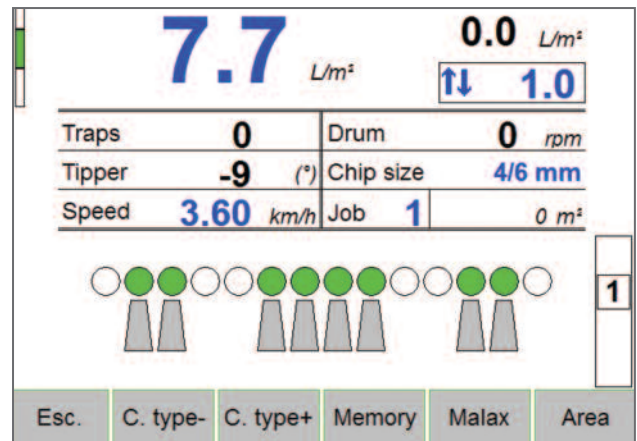 7.7 L/m² 0.0 L/m²
1.0
Traps 0 Drum 0 rpm
Tipper -9 (°) Chip size 4/6 mm
Speed 3.60 km/h Job 1 0 m²
1
Esc. C. type- C. type+ Memory Malax Area